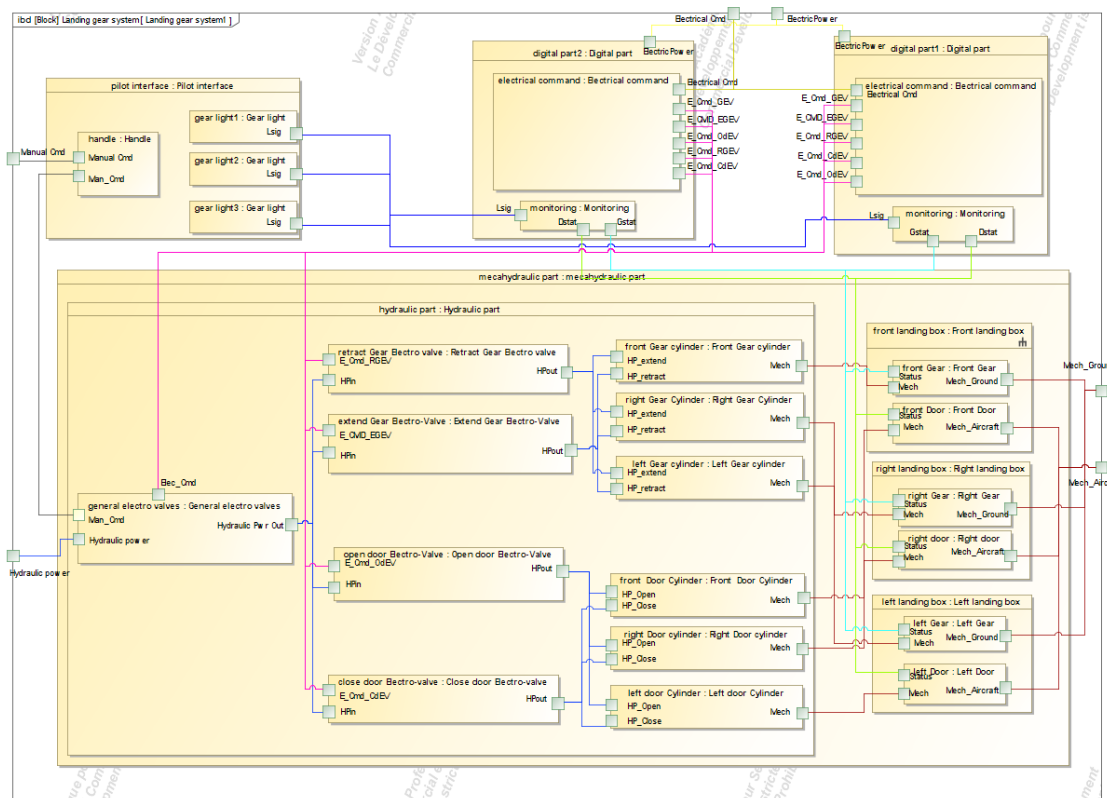 ibd [Block] Landing gear system[ Landing gear system1 ]
Electrical Cmd
ElectricPower
ElectricPower
ElectricPower
digital part2 : Digital part
digital part1 : Digital part
pilot interface : Pilot interface
electrical command : Electrical command
Electrical Cmd
E_Cmd_GEV
E_CMD_EGEV
E_Cmd_OdEV
E_Cmd_RGEV
E_Cmd_CdEV
electrical command : Electrical command
Electrical Cmd
E_Cmd_GEV
E_CMD_EGEV
E_Cmd_RGEV
E_Cmd_CdEV
E_Cmd_OdEV
gear light1 : Gear light
Lsig
handle : Handle
Manual Cmd
Manual Cmd
Man_Cmd
gear light2 : Gear light
Lsig
gear light3 : Gear light
Lsig
Lsig
monitoring : Monitoring
Dstat
Gstat
Lsig
monitoring : Monitoring
Gstat
Dstat
mecahydraulic part : mecahydraulic part
hydraulic part : Hydraulic part
retract Gear Electro valve : Retract Gear Electro valve
E_Cmd_RGEV
HPin
HPout
front Gear cylinder : Front Gear cylinder
HP_extend
HP_retract
Mech
front landing box : Front landing box
front Gear : Front Gear
Status
Mech
Mech_Ground
front Door : Front Door
Status
Mech
Mech_Aircraft
extend Gear Electro-Valve : Extend Gear Electro-Valve
E_CMD_EGEV
HPin
HPout
right Gear Cylinder : Right Gear Cylinder
HP_extend
HP_retract
Mech
left Gear cylinder : Left Gear cylinder
HP_extend
HP_retract
Mech
right landing box : Right landing box
right Gear : Right Gear
Status
Mech
Mech_Ground
right door : Right door
Status
Mech
Mech_Aircraft
Elec_Cmd
general electro valves : General electro valves
Man_Cmd
Hydraulic power
Hydraulic Pwr Out
Hydraulic power
open door Electro-Valve : Open door Electro-Valve
E_Cmd_OdEV
HPin
HPout
front Door Cylinder : Front Door Cylinder
HP_Open
HP_Close
Mech
left landing box : Left landing box
left Gear : Left Gear
Status
Mech
Mech_Ground
left Door : Left Door
Status
Mech
Mech_Aircraft
right Door cylinder : Right Door cylinder
HP_Open
HP_Close
Mech
close door Electro-valve : Close door Electro-valve
E_Cmd_CdEV
HPin
HPout
left door Cylinder : Left door Cylinder
HP_Open
HP_Close
Mech